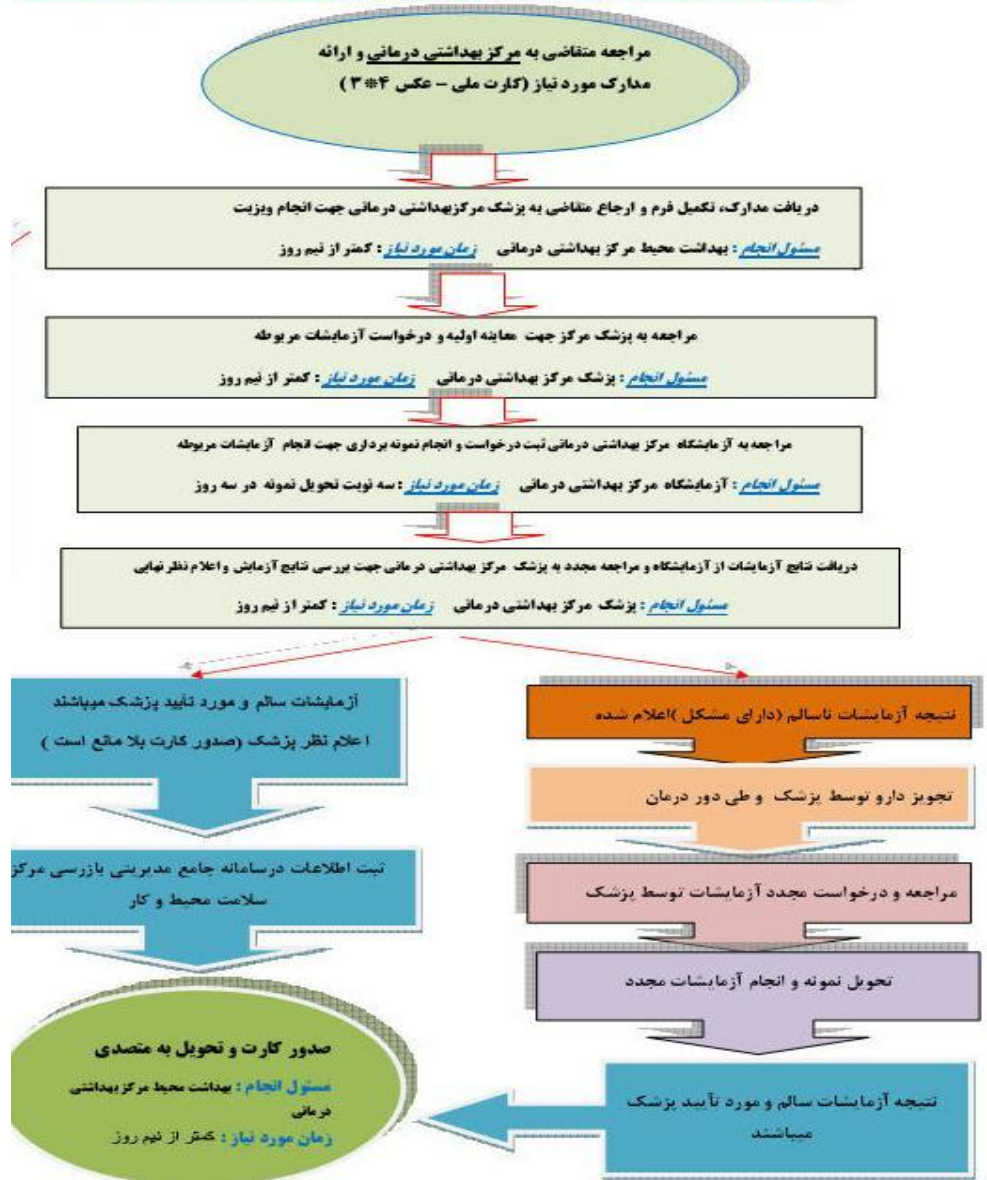 مراجعه متقاضی به مرکز بهداشتی درمانی و ارائه
مدارک مورد نیاز (کارت ملی – عکس ۴*۳ )
دریافت مدارک، تکمیل فرم و ارجاع متقاضی به پزشک مرکزبهداشتی درمانی جهت انجام ویزیت
مسئول انجام : بهداشت محیط مرکز بهداشتی درمانی زمان مورد نیاز : کمتر از نیم روز
مراجعه به پزشک مرکز جهت معاینه اولیه و درخواست آزمایشات مربوطه
مسئول انجام : پزشک مرکز بهداشتی درمانی زمان مورد نیاز : کمتر از نیم روز
مراجعه به آزمایشگاه مرکز بهداشتی درمانی ثبت درخواست و انجام نمونه برداری جهت انجام آزمایشات مربوطه
مسئول انجام : آزمایشگاه مرکز بهداشتی درمانی زمان مورد نیاز : سه نوبت تحویل نمونه در سه روز
دریافت نتایج آزمایشات از آزمایشگاه و مراجعه مجدد به پزشک مرکز بهداشتی درمانی جهت بررسی نتایج آزمایش و اعلام نظر نهایی
مسئول انجام : پزشک مرکز بهداشتی درمانی زمان مورد نیاز : کمتر از نیم روز
نتیجه آزمایشات ناسالم (دارای مشکل )اعلام شده
تجویز دارو توسط پزشک و طی دور درمان
مراجعه و درخواست مجدد آزمایشات توسط پزشک
تحویل نمونه و انجام آزمایشات مجدد
نتیجه آزمایشات سالم و مورد تأیید پزشک
میباشند
آزمایشات سالم و مورد تأیید پزشک میباشند
اعلام نظر پزشک (صدور کارت بلا مانع است )
ثبت اطلاعات درسامانه جامع مدیریتی بازرسی مرکز
سلامت محیط و کار
صدور کارت و تحویل به متصدی
مسئول انجام : بهداشت محیط مرکز بهداشتی
درمانی
زمان مورد نیاز : کمتر از نیم روز